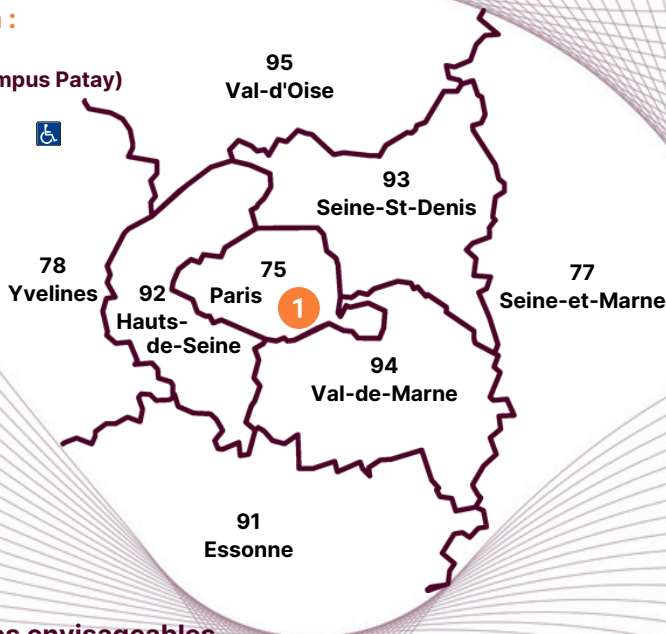 :
95
Val-d'Oise
Patay)
93
Seine-St-Denis
78
Yvelines
92
Hauts-
de-Seine
75
Paris
1
77
Seine-et-Marne
94
Val-de-Marne
91
Essonne
envisageables